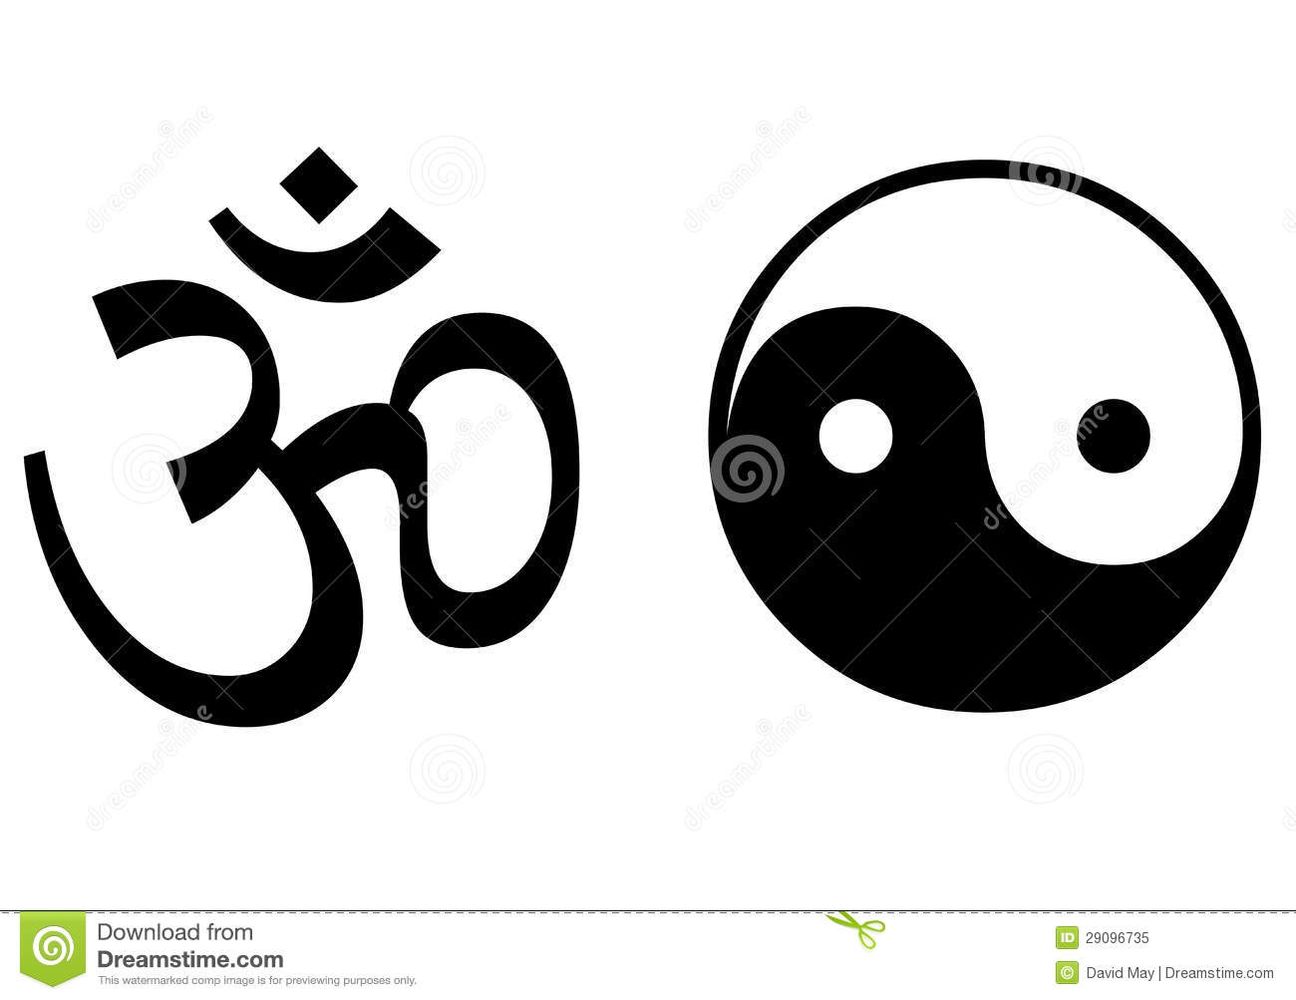 ॐ
Download from
Dreamstime.com
This watermarked comp image is for previewing purposes only.
ID 29096735
© David May | Dreamstime.com
dreamstime